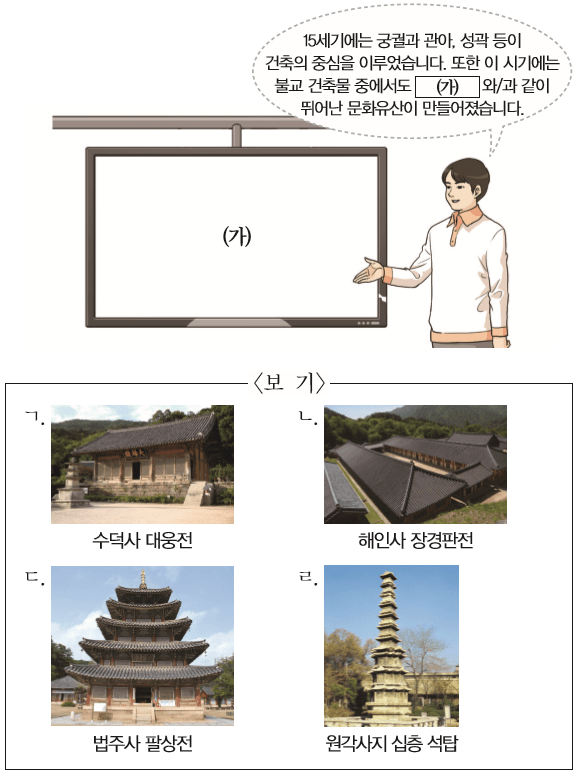 15세기에는 궁궐과 관아, 성곽 등이
건축의 중심을 이루었습니다. 또한 이 시기에는
불교 건축물 중에서도 (가) 와/과 같이
뛰어난 문화유산이 만들어졌습니다.
(가)
<보 기>
ㄱ.
수덕사 대웅전
ㄴ.
해인사 장경판전
ㄷ.
법주사 팔상전
ㄹ.
원각사지 십층 석탑